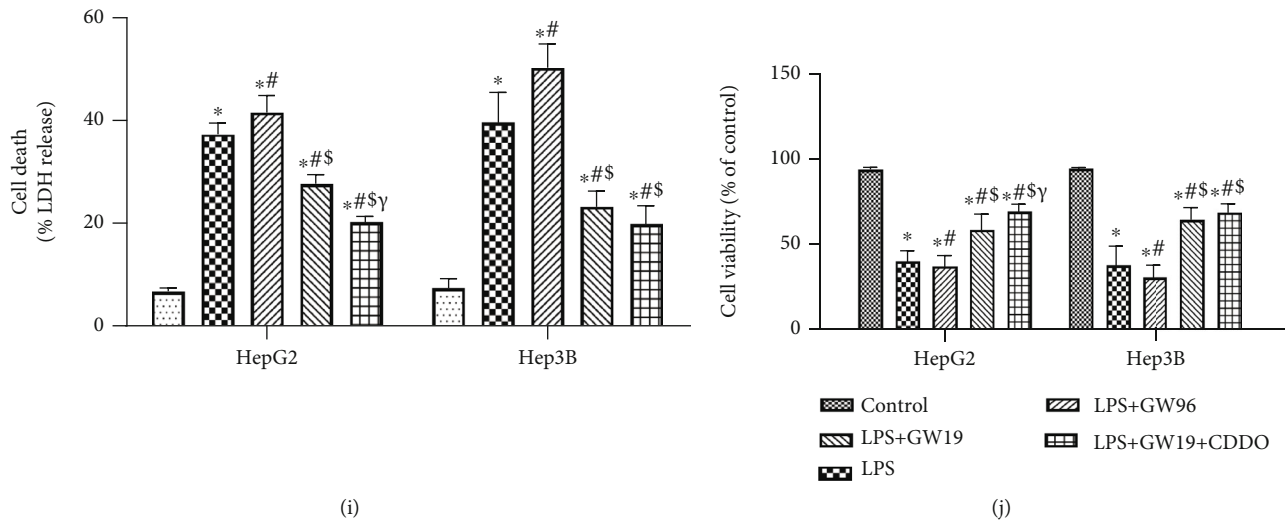 60
40
20
0
Cell death
(% LDH release)
*
*#
*#$
*#$γ
*
*#
*#$
*#$
HepG2
Hep3B
(i)
150
100
50
0
Cell viability (% of control)
*
*#
*#$
*#$γ
*
*#
*#$
*#$
HepG2
Hep3B
Control
LPS+GW96
LPS+GW19
LPS+GW19+CDDO
LPS
(j)